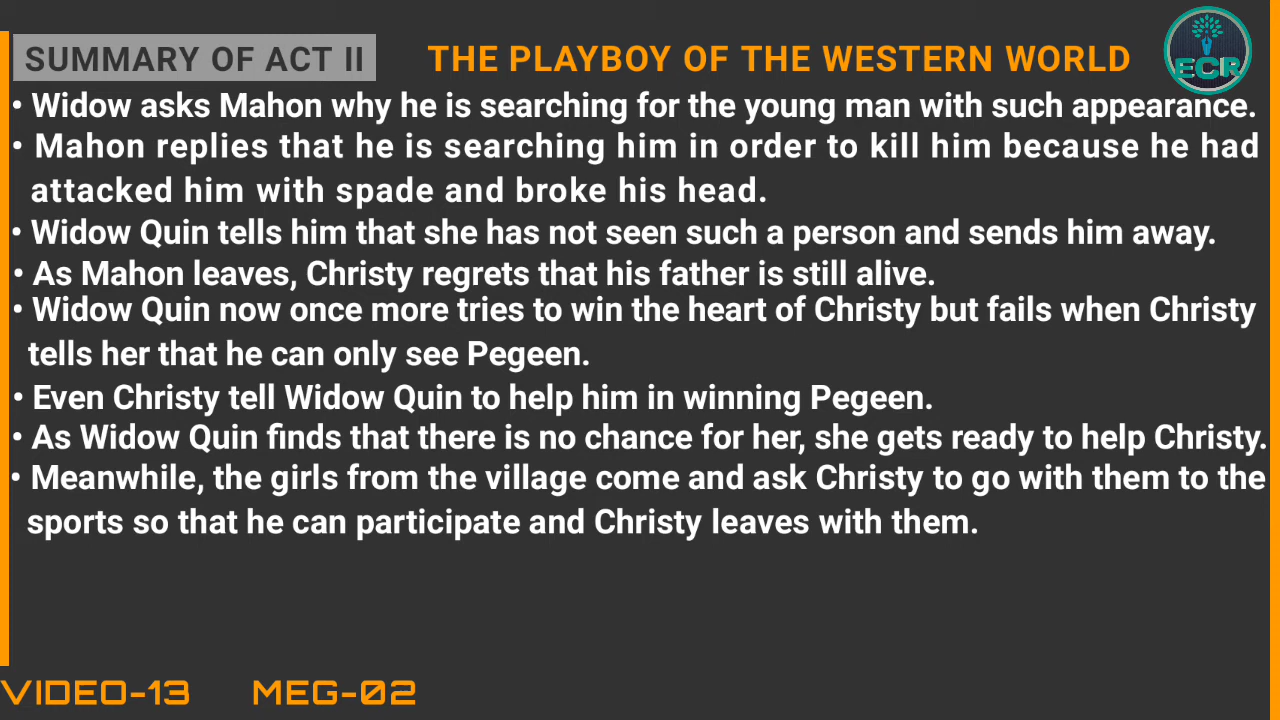 SUMMARY OF ACT II
THE PLAYBOY OF THE WESTERN WORLD
ECR
• Widow asks Mahon why he is searching for the young man with such appearance.
• Mahon replies that he is searching him in order to kill him because he had
attacked him with spade and broke his head.
• Widow Quin tells him that she has not seen such a person and sends him away.
• As Mahon leaves, Christy regrets that his father is still alive.
• Widow Quin now once more tries to win the heart of Christy but fails when Christy
tells her that he can only see Pegeen.
• Even Christy tell Widow Quin to help him in winning Pegeen.
• As Widow Quin finds that there is no chance for her, she gets ready to help Christy.
• Meanwhile, the girls from the village come and ask Christy to go with them to the
sports so that he can participate and Christy leaves with them.
VIDEO-13 MEG-02